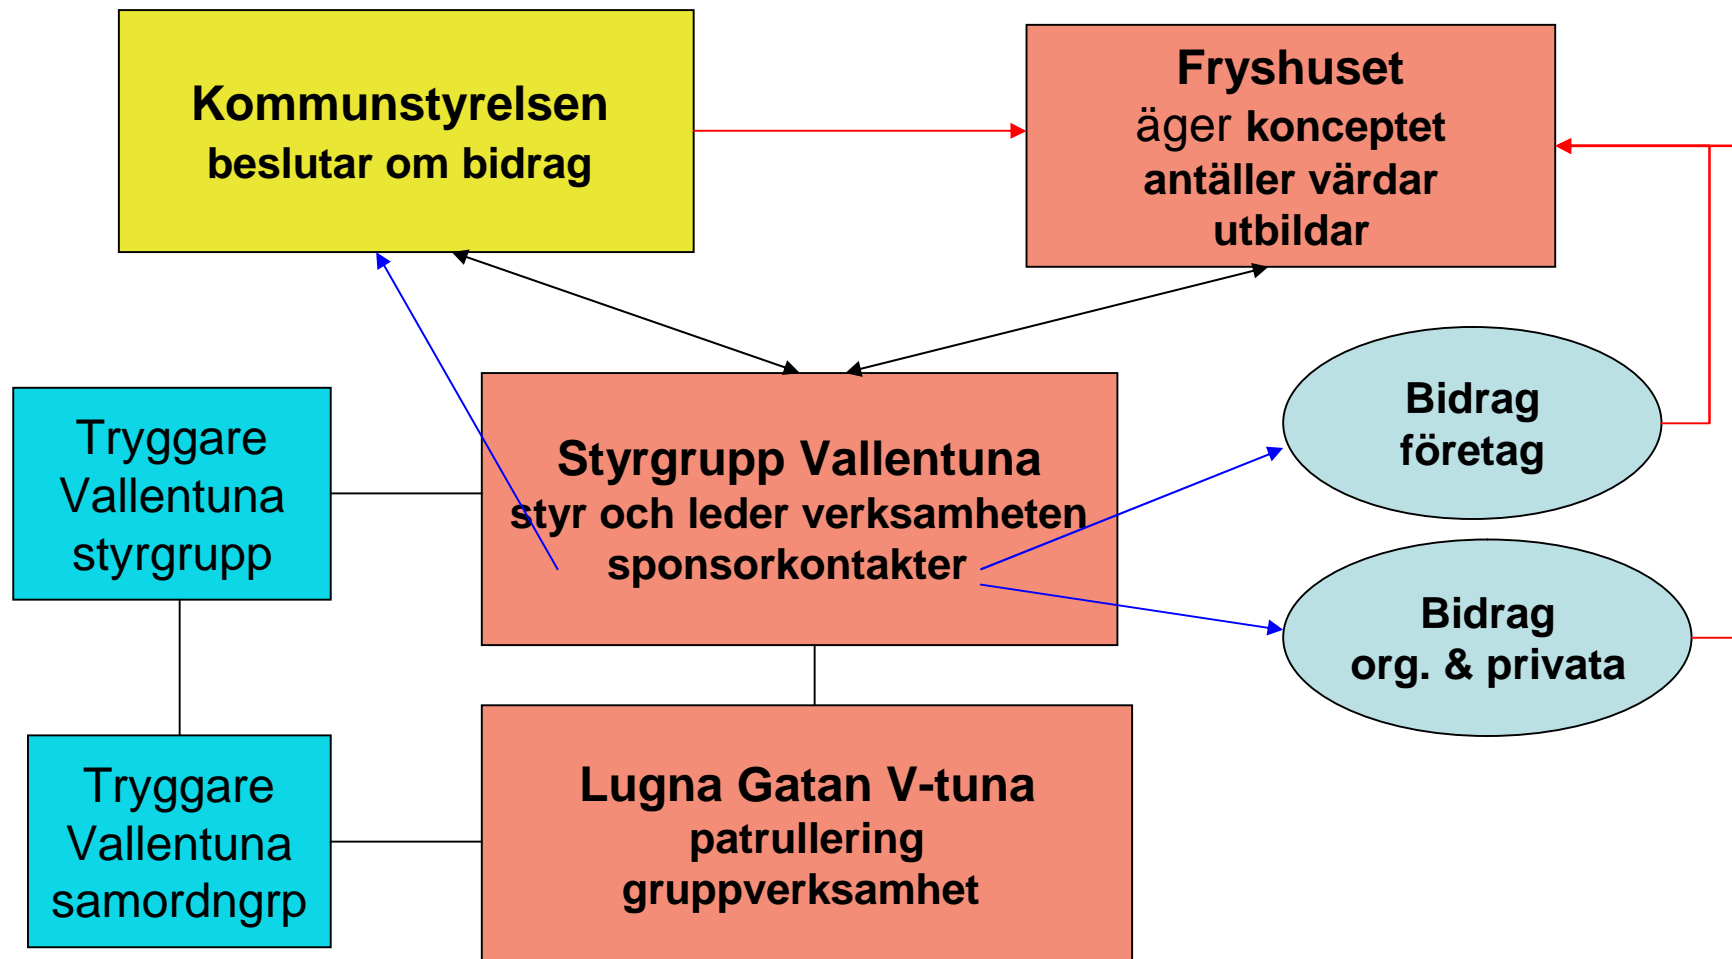 Kommunstyrelsen
beslutar om bidrag
Fryshuset
äger konceptet
antäller värdar
utbildar
Tryggare
Vallentuna
styrgrupp
Styrgrupp Vallentuna
styr och leder verksamheten
sponsorkontakter
Bidrag
företag
Bidrag
org. & privata
Tryggare
Vallentuna
samordngrp
Lugna Gatan V-tuna
patrullering
gruppverksamhet